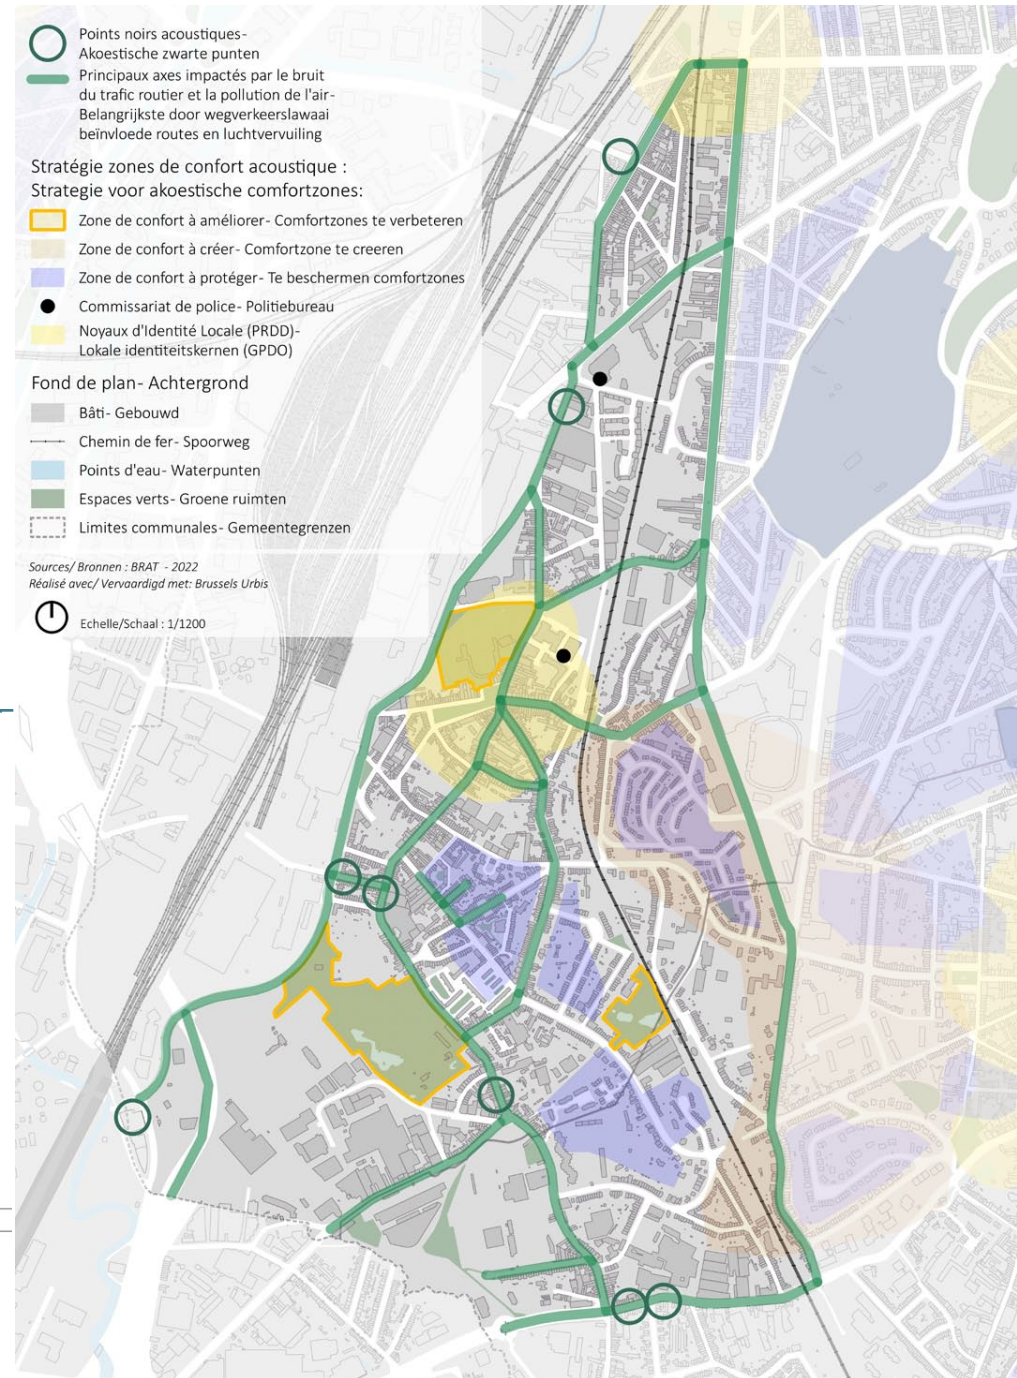 Points noirs acoustiques-
Akoestische zwarte punten
Principaux axes impactés par le bruit
du trafic routier et la pollution de l'air-
Belangrijkste door wegverkeerslawaai
beïnvloede routes en luchtvervuiling
Stratégie zones de confort acoustique :
Strategie voor akoestische comfortzones:
Zone de confort à améliorer- Comfortzones te verbeteren
Zone de confort à créer- Comfortzone te creeren
Zone de confort à protéger- Te beschermen comfortzones
Commissariat de police- Politiebureau
Noyaux d'Identité Locale (PRDD)-
Lokale identiteitskernen (GPDO)
Fond de plan- Achtergrond
Bâti- Gebouwd
Chemin de fer- Spoorweg
Points d'eau- Waterpunten
Espaces verts- Groene ruimten
Limites communales- Gemeentegrenzen
Sources/ Bronnen : BRAT - 2022
Réalisé avec/ Vervaardigd met: Brussels Urbis
Echelle/Schaal : 1/1200